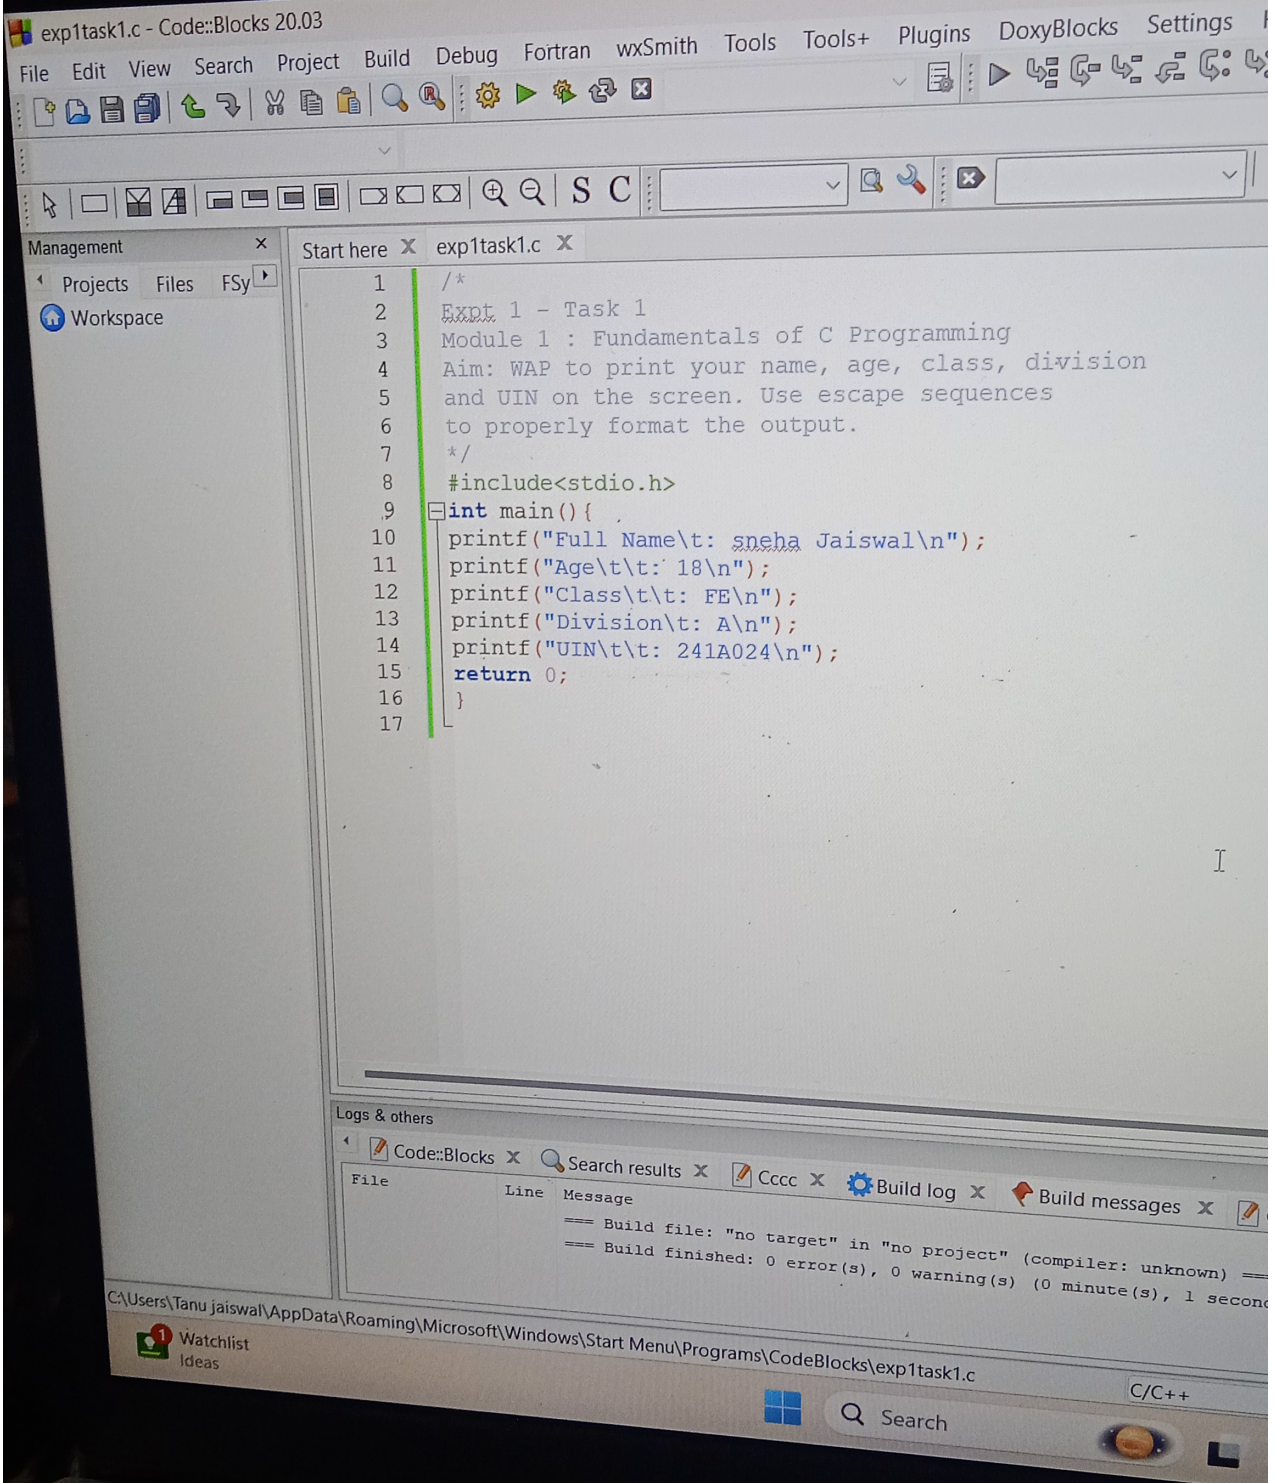 exp1task1.c - Code::Blocks 20.03
File Edit View Search Project Build Debug Fortran wxSmith Tools Tools+ Plugins DoxyBlocks Settings
S C
Management
Start here exp1task1.c
Projects Files FSy
Workspace
1 /*
2 Expt 1 - Task 1
3 Module 1 : Fundamentals of C Programming
4 Aim: WAP to print your name, age, class, division
5 and UIN on the screen. Use escape sequences
6 to properly format the output.
7 */
8 #include<stdio.h>
9 int main(){
10 printf("Full Name\t: sneha Jaiswal\n");
11 printf("Age\t\t: 18\n");
12 printf("Class\t\t: FE\n");
13 printf("Division\t: A\n");
14 printf("UIN\t\t: 241A024\n");
15 return 0;
16 }
17
Logs & others
Code::Blocks Search results Cccc Build log Build messages
File Line Message
=== Build file: "no target" in "no project" (compiler: unknown) ===
=== Build finished: 0 error(s), 0 warning(s) (0 minute(s), 1 second
C:\Users\Tanu jaiswal\AppData\Roaming\Microsoft\Windows\Start Menu\Programs\CodeBlocks\exp1task1.c
C/C++
1
Watchlist
Ideas
Search